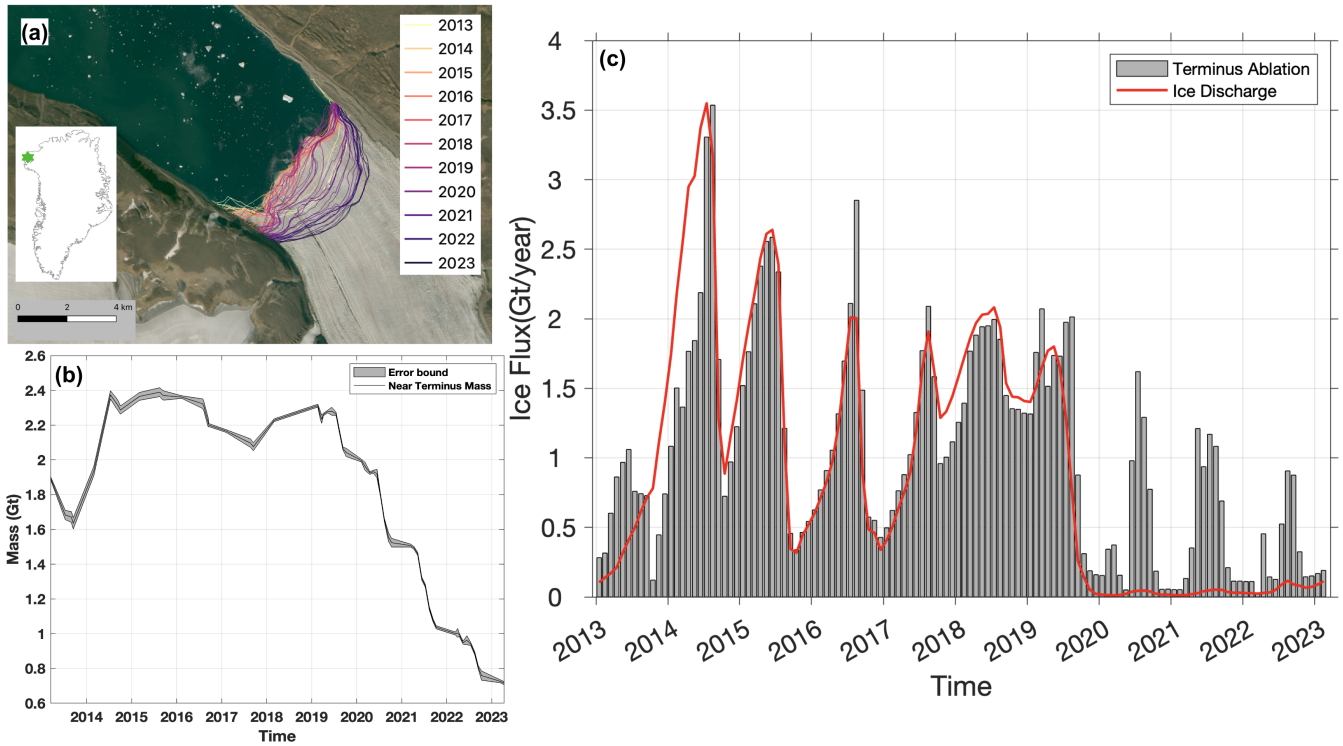 (a)
2013
2014
2015
2016
2017
2018
2019
2020
2021
2022
2023
0 2 4 km
(b)
Error bound
Near Terminus Mass
2.6
2.4
2.2
2
1.8
1.6
1.4
1.2
1
0.8
0.6
Mass (Gt)
2014 2015 2016 2017 2018 2019 2020 2021 2022 2023
Time
(c)
Terminus Ablation
Ice Discharge
4
3.5
3
2.5
2
1.5
1
0.5
0
Ice Flux(Gt/year)
2013 2014 2015 2016 2017 2018 2019 2020 2021 2022 2023
Time